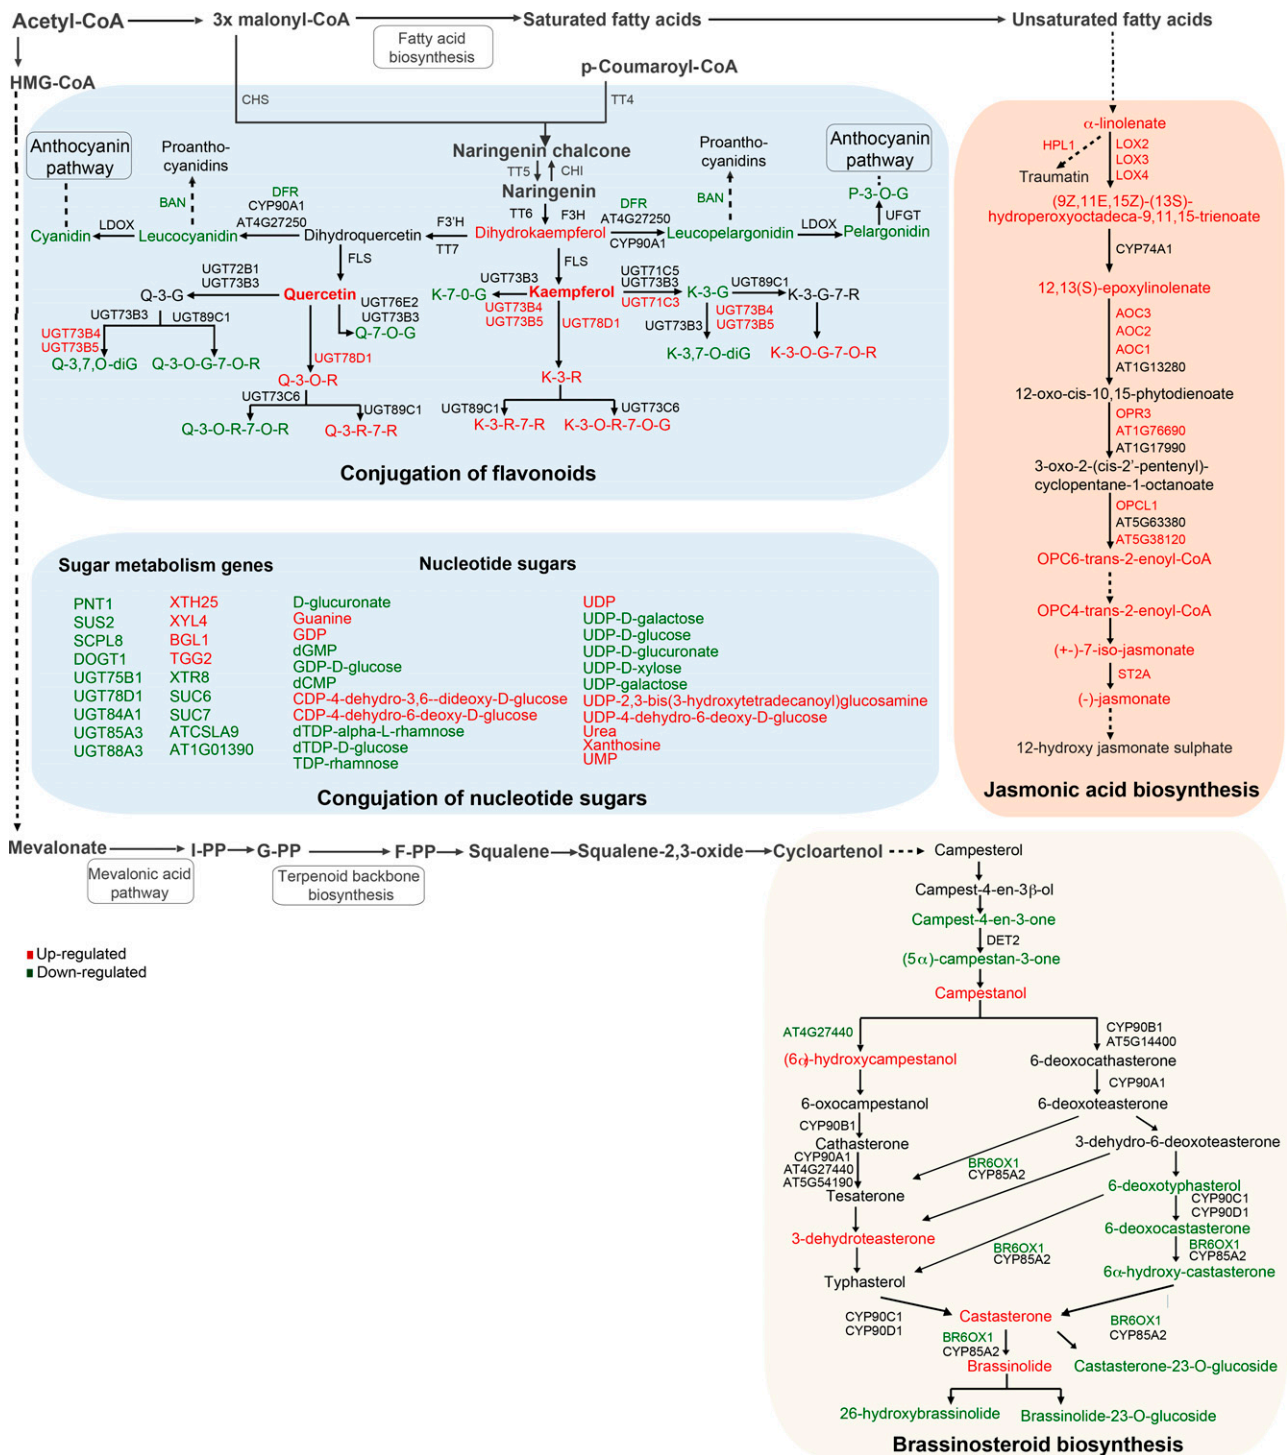 Acetyl-CoA
3x malonyl-CoA
Saturated fatty acids
Unsaturated fatty acids
Fatty acid
biosynthesis
HMG-CoA
p-Coumaroyl-CoA
CHS
TT4
Anthocyanin
pathway
Proantho-
cyanidins
Naringenin chalcone
TT5
CHI
Naringenin
Proantho-
cyanidins
Anthocyanin
pathway
P-3-O-G
BAN
DFR
CYP90A1
AT4G27250
TT6
F3H
DFR
AT4G27250
CYP90A1
BAN
UFGT
Cyanidin
LDOX
Leucocyanidin
Dihydroquercetin
F3'H
TT7
Dihydrokaempferol
Leucopelargonidin
LDOX
Pelargonidin
FLS
FLS
UGT72B1
UGT73B3
Q-3-G
Quercetin
UGT76E2
UGT73B3
Q-7-O-G
K-7-0-G
UGT73B3
Kaempferol
UGT73B4
UGT73B5
UGT71C5
UGT73B3
UGT71C3
K-3-G
UGT89C1
K-3-G-7-R
UGT73B3
UGT89C1
UGT73B4
UGT73B5
Q-3,7,O-diG
Q-3-O-G-7-O-R
UGT78D1
UGT78D1
UGT73B3
UGT73B4
UGT73B5
K-3,7O-diG
K-3-O-G-7-O-R
Q-3-O-R
K-3-R
UGT73C6
UGT89C1
UGT89C1
UGT73C6
Q-3-O-R-7-O-R
Q-3-R-7-R
K-3-R-7-R
K-3-O-R-7-O-G
Conjugation of flavonoids
α-linolenate
HPL1
LOX2
LOX3
LOX4
Traumatin
(9Z,11E,15Z)-(13S)-
hydroperoxyoctadeca-9,11,15-trienoate
CYP74A1
12,13(S)-epoxylinolenate
AOC3
AOC2
AOC1
AT1G13280
12-oxo-cis-10,15-phytodienoate
OPR3
AT1G76690
AT1G17990
3-oxo-2-(cis-2'-pentenyl)-
cyclopentane-1-octanoate
OPCL1
AT5G63380
AT5G38120
OPC6-trans-2-enoyl-CoA
OPC4-trans-2-enoyl-CoA
(+-)-7-iso-jasmonate
ST2A
(-)-jasmonate
12-hydroxy jasmonate sulphate
Jasmonic acid biosynthesis
Sugar metabolism genes
PNT1
SUS2
SCPL8
DOGT1
UGT75B1
UGT78D1
UGT84A1
UGT85A3
UGT88A3
XTH25
XYL4
BGL1
TGG2
XTR8
SUC6
SUC7
ATCSLA9
AT1G01390
Nucleotide sugars
D-glucuronate
Guanine
GDP
dGMP
GDP-D-glucose
dCMP
CDP-4-dehydro-3,6--dideoxy-D-glucose
CDP-4-dehydro-6-deoxy-D-glucose
dTDP-alpha-L-rhamnose
dTDP-D-glucose
TDP-rhamnose
UDP
UDP-D-galactose
UDP-D-glucose
UDP-D-glucuronate
UDP-D-xylose
UDP-galactose
UDP-2,3-bis(3-hydroxytetradecanoyl)glucosamine
UDP-4-dehydro-6-deoxy-D-glucose
Urea
Xanthosine
UMP
Congujation of nucleotide sugars
Mevalonate
I-PP
G-PP
F-PP
Squalene
Squalene-2,3-oxide
Cycloartenol
Mevalonic acid
pathway
Terpenoid backbone
biosynthesis
Up-regulated
Down-regulated
Campesterol
Campest-4-en-3β-ol
Campest-4-en-3-one
DET2
(5α)-campestan-3-one
Campestanol
AT4G27440
CYP90B1
AT5G14400
(6α)-hydroxycampestanol
6-deoxocathasterone
CYP90A1
6-oxocampestanol
6-deoxoteasterone
CYP90B1
Cathasterone
3-dehydro-6-deoxoteasterone
CYP90A1
AT4G27440
AT5G54190
BR6OX1
CYP85A2
Tesaterone
6-deoxotyphasterol
CYP90C1
CYP90D1
3-dehydroteasterone
6-deoxocastasterone
BR6OX1
CYP85A2
BR6OX1
CYP85A2
Typhasterol
6α-hydroxy-castasterone
CYP90C1
CYP90D1
Castasterone
BR6OX1
CYP85A2
BR6OX1
CYP85A2
Brassinolide
Castasterone-23-O-glucoside
26-hydroxybrassinolide
Brassinolide-23-O-glucoside
Brassinosteroid biosynthesis